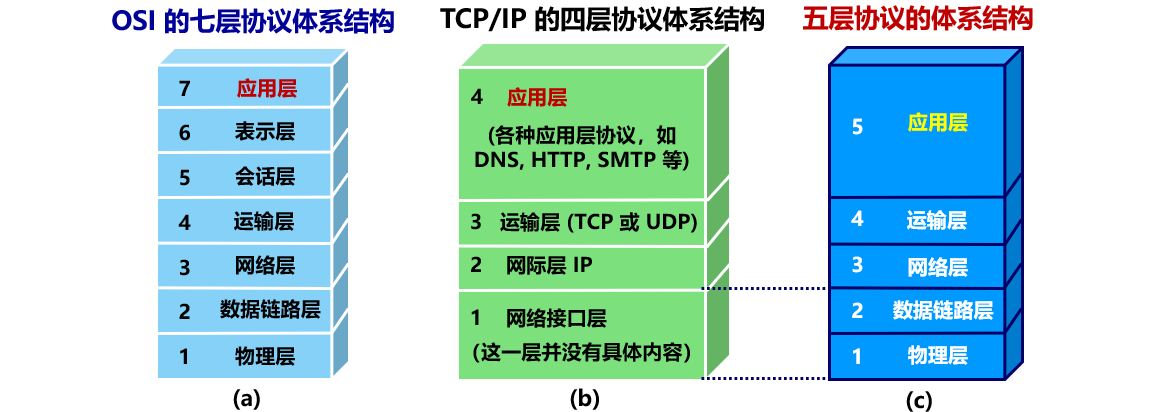 OSI 的七层协议体系结构
7 应用层
6 表示层
5 会话层
4 运输层
3 网络层
2 数据链路层
1 物理层
(a)
TCP/IP 的四层协议体系结构
4 应用层
(各种应用层协议，如
DNS, HTTP, SMTP 等)
3 运输层 (TCP 或 UDP)
2 网际层 IP
1 网络接口层
（这一层并没有具体内容）
(b)
五层协议的体系结构
5 应用层
4 运输层
3 网络层
2 数据链路层
1 物理层
(c)